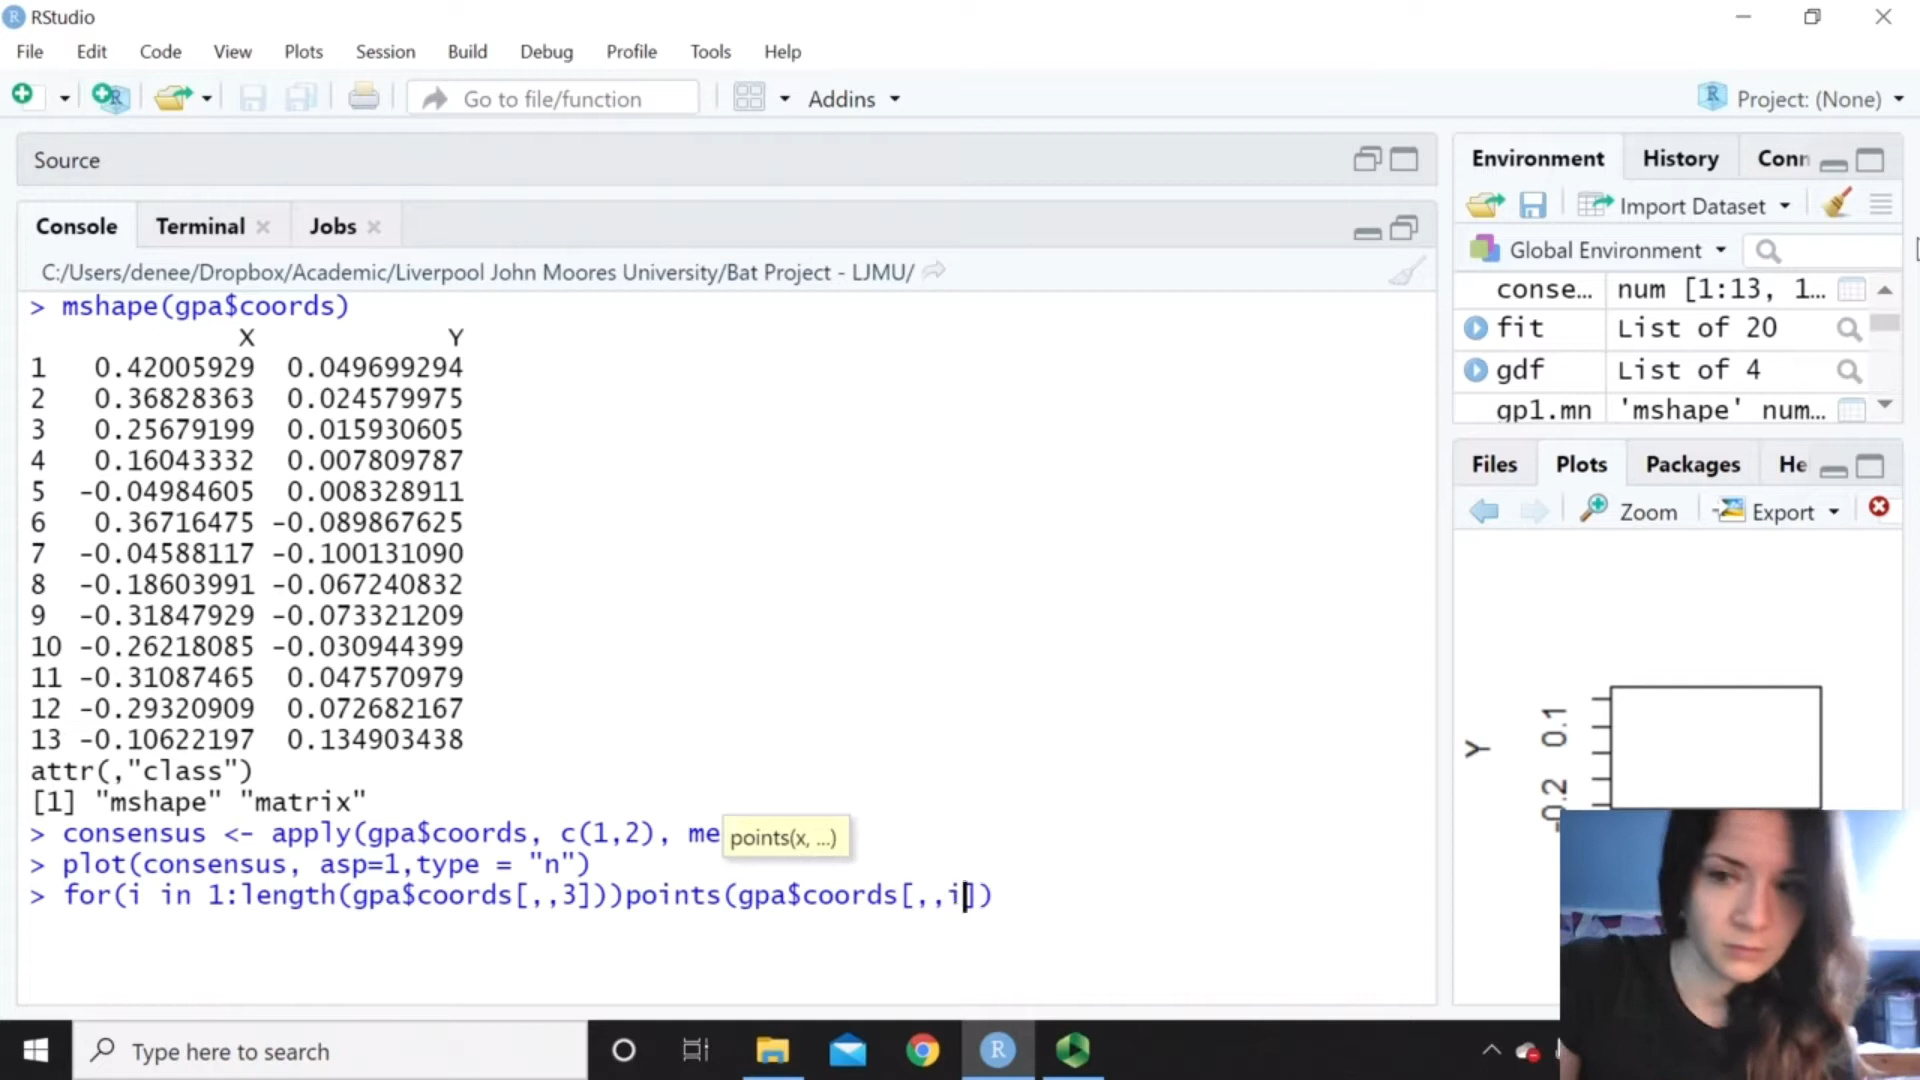 RStudio
File Edit Code View Plots Session Build Debug Profile Tools Help
Go to file/function Addins Project: (None)
Source
Console Terminal Jobs
C:/Users/denee/Dropbox/Academic/Liverpool John Moores University/Bat Project - LJMU/
> mshape(gpa$coords)
X Y
1 0.42005929 0.049699294
2 0.36828363 0.024579975
3 0.25679199 0.015930605
4 0.16043332 0.007809787
5 -0.04984605 0.008328911
6 0.36716475 -0.089867625
7 -0.04588117 -0.100131090
8 -0.18603991 -0.067240832
9 -0.31847929 -0.073321209
10 -0.26218085 -0.030944399
11 -0.31087465 0.047570979
12 -0.29320909 0.072682167
13 -0.10622197 0.134903438
attr(,"class")
[1] "mshape" "matrix"
> consensus <- apply(gpa$coords, c(1,2), me
points(x, ...)
> plot(consensus, asp=1,type = "n")
> for(i in 1:length(gpa$coords[,,3]))points(gpa$coords[,,i])
Environment History Conn
Import Dataset
Global Environment
conse... num [1:13, 1...
fit List of 20
gdf List of 4
gp1.mn 'mshape' num...
Files Plots Packages He
Zoom Export
Y
0.1
-0.2
Type here to search